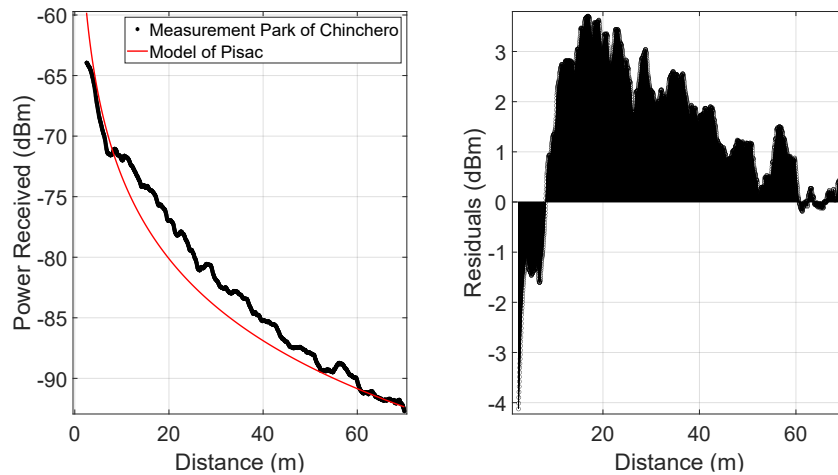 Measurement Park of Chinchero
Model of Pisac
Power Received (dBm)
-60
-65
-70
-75
-80
-85
-90
0 20 40 60
Distance (m)
Residuals (dBm)
3
2
1
0
-1
-2
-3
-4
20 40 60
Distance (m)